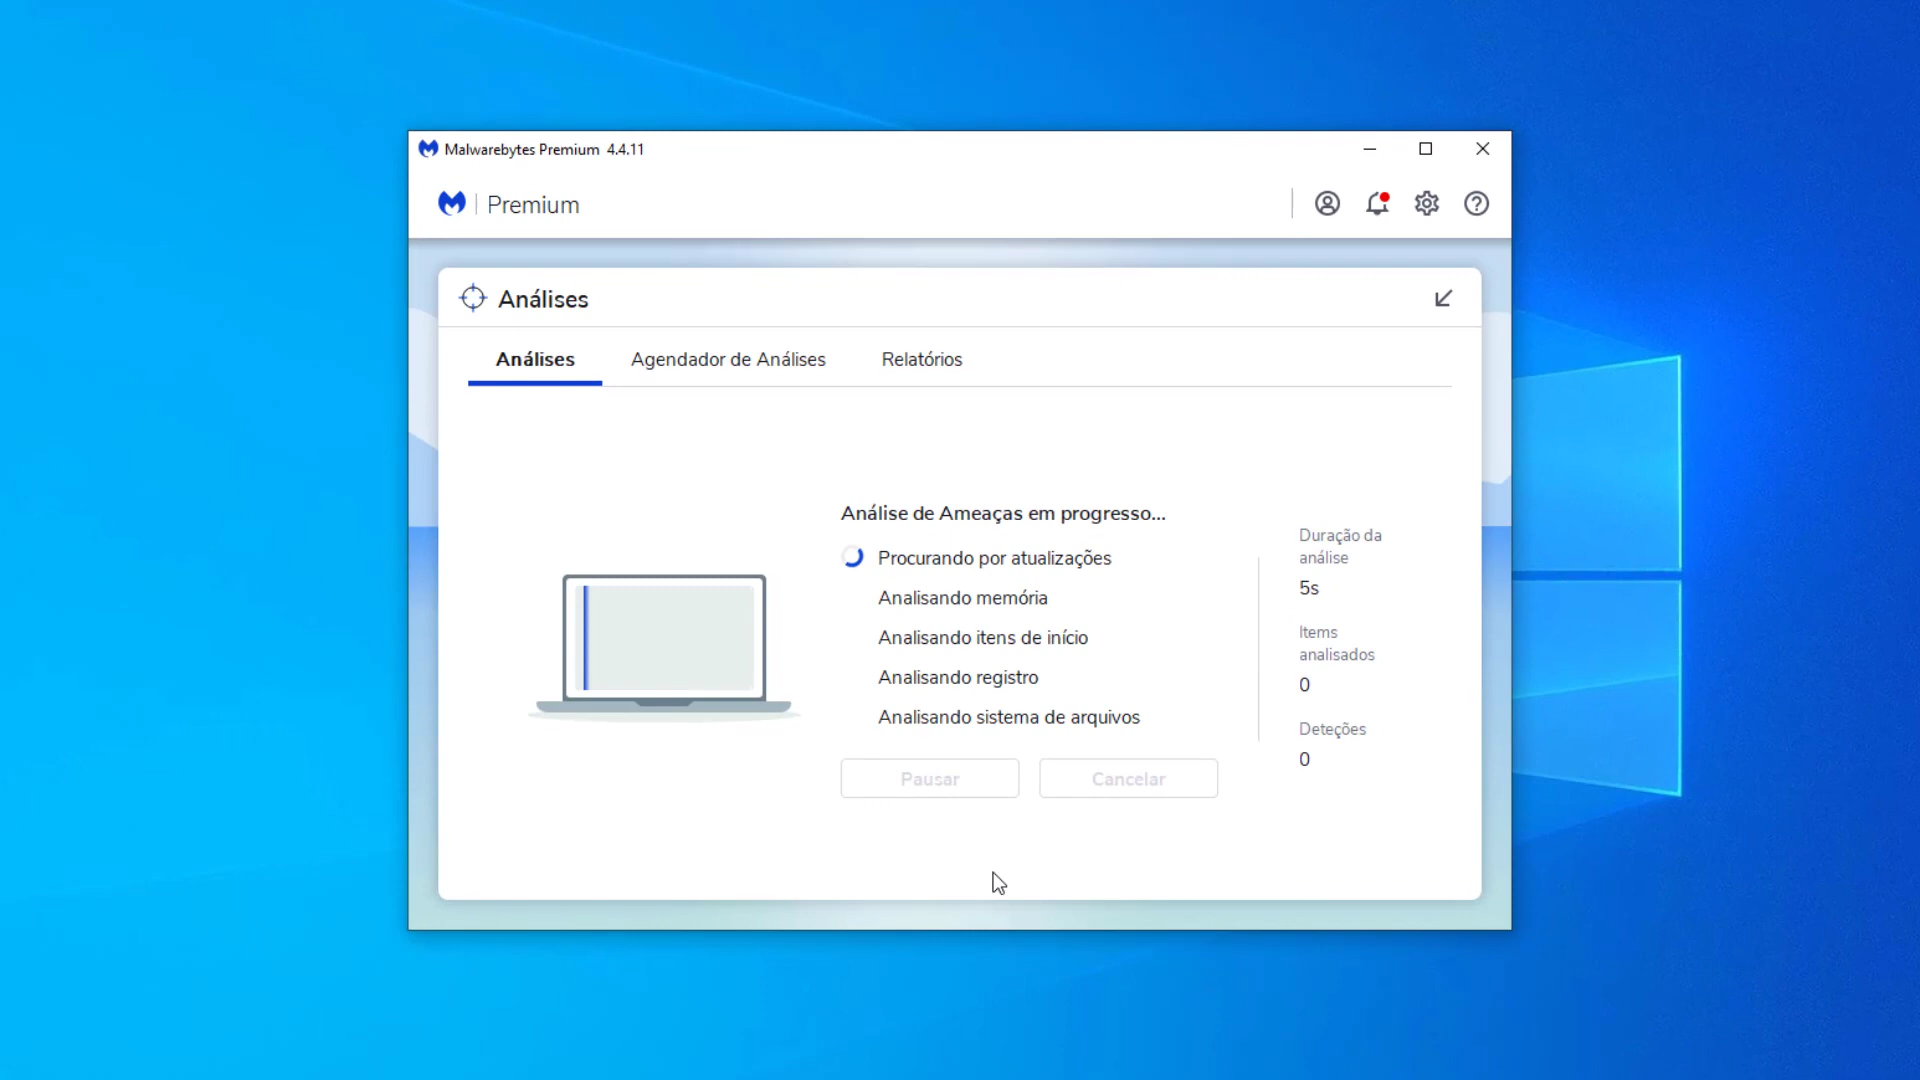 Malwarebytes Premium 4.4.11
Premium
Análises
Análises
Agendador de Análises
Relatórios
Análise de Ameaças em progresso...
Procurando por atualizações
Analisando memória
Analisando itens de início
Analisando registro
Analisando sistema de arquivos
Pausar
Cancelar
Duração da
análise
5s
Items
analisados
0
Deteções
0